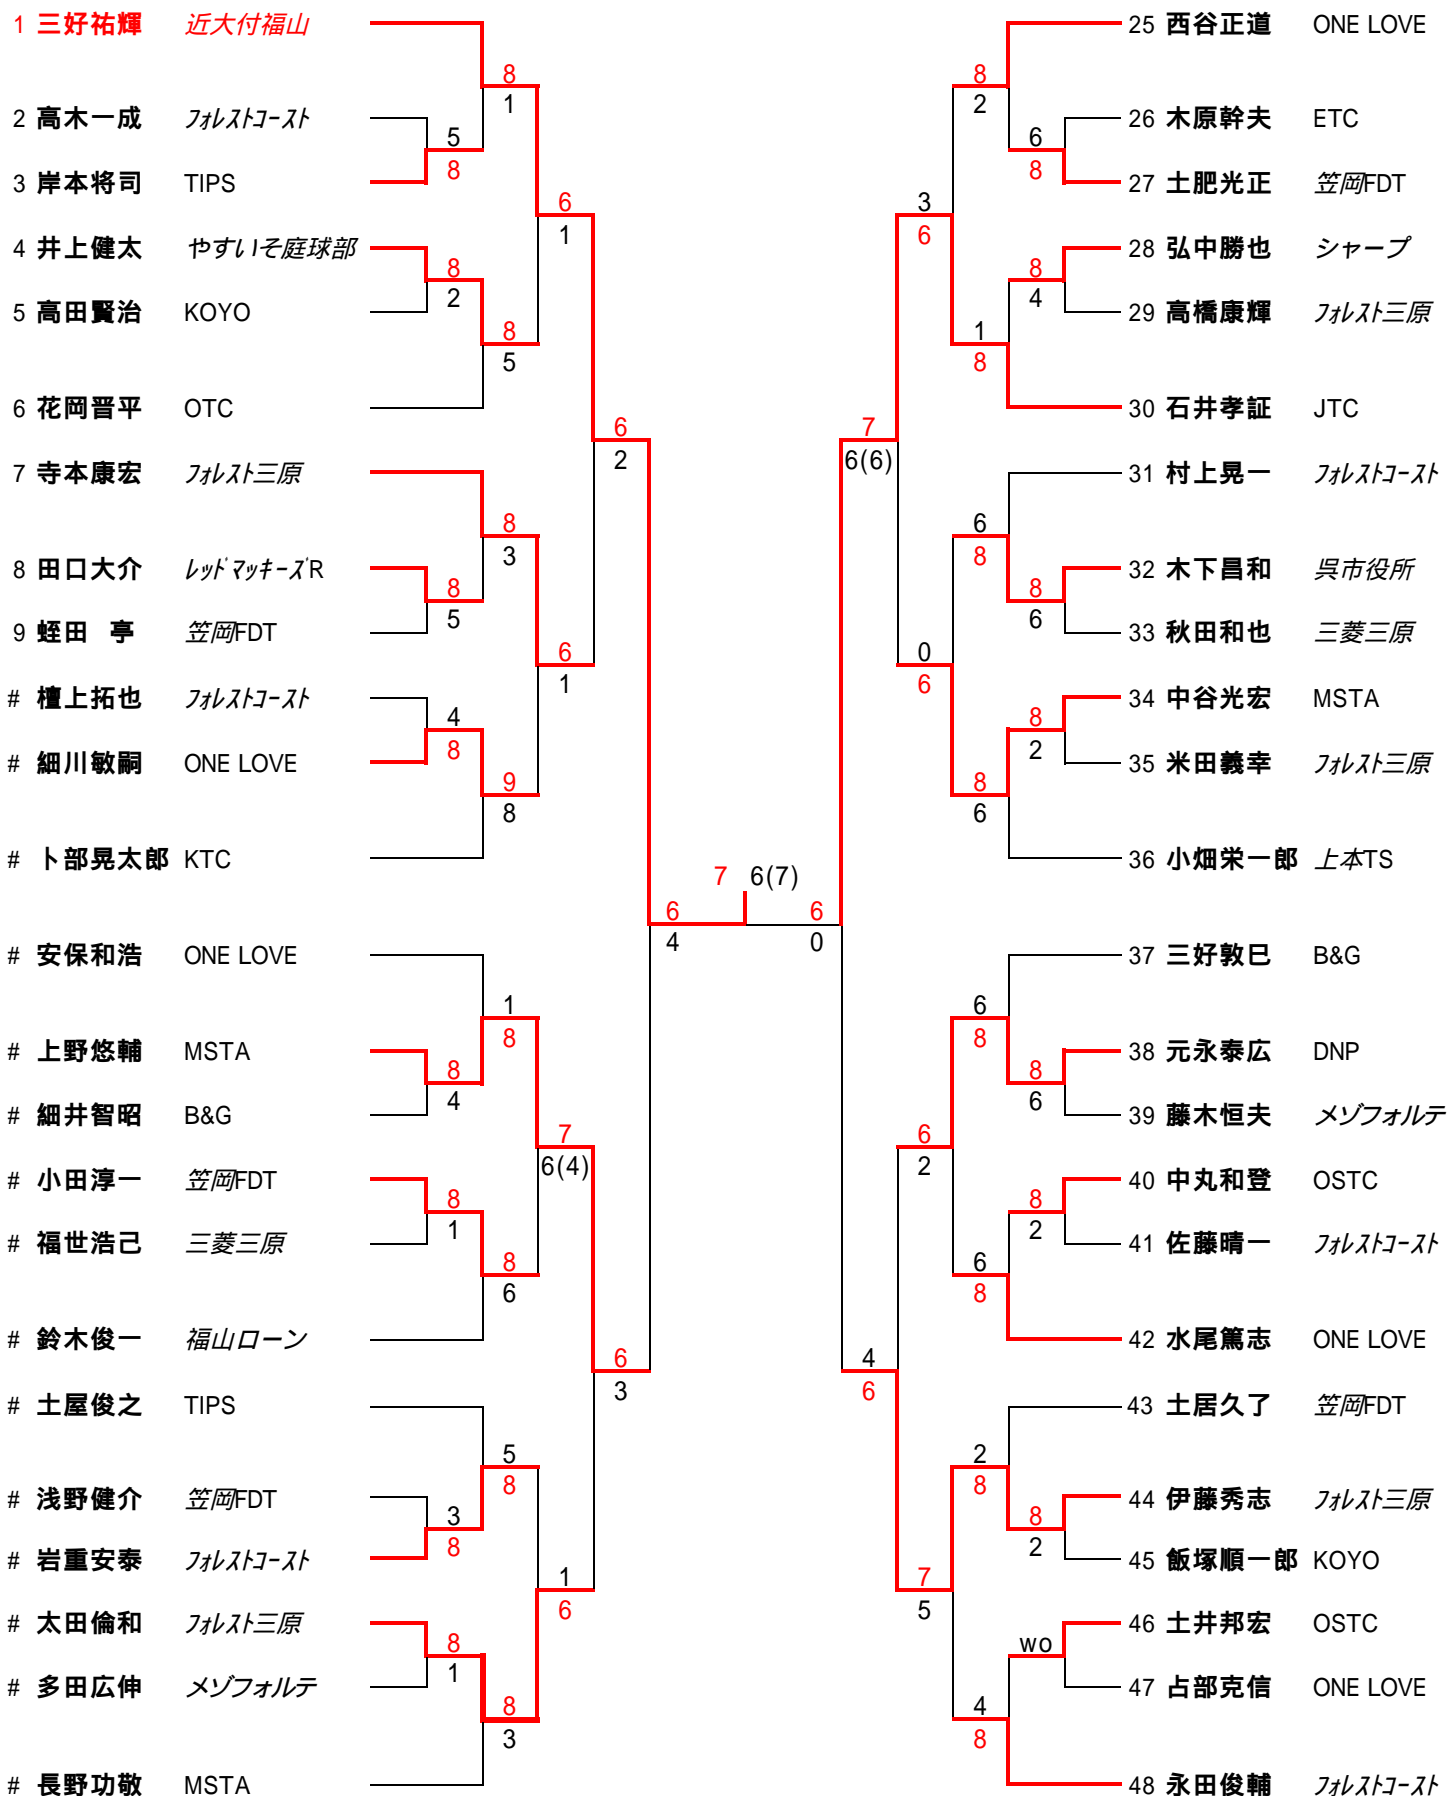 1 三好祐輝 近大付福山
8
1
2 高木一成 フォレストコースト
5
8
3 岸本将司 TIPS
6
1
4 井上健太 やすいそ庭球部
8
2
5 高田賢治 KOYO
8
5
6 花岡晋平 OTC
6
2
7 寺本康宏 フォレスト三原
8
3
8 田口大介 レッドマッキーズR
8
5
9 蛭田 亭 笠岡FDT
6
1
#檀上拓也 フォレストコースト
4
8
# 細川敏嗣 ONE LOVE
9
8
# 卜部晃太郎 KTC
6
4
# 安保和浩 ONE LOVE
1
8
# 上野悠輔 MSTA
8
4
# 細井智昭 B&G
7
6(4)
# 小田淳一 笠岡FDT
8
1
# 福世浩己 三菱三原
8
6
# 鈴木俊一 福山ローン
6
3
# 土屋俊之 TIPS
5
8
# 浅野健介 笠岡FDT
3
8
# 岩重安泰 フォレストコースト
1
6
# 太田倫和 フォレスト三原
8
1
# 多田広伸 メゾフォルテ
8
3
# 長野功敬 MSTA
7 6(7)
25 西谷正道 ONE LOVE
8
2
26 木原幹夫 ETC
6
8
27 土肥光正 笠岡FDT
3
6
28 弘中勝也 シャープ
8
4
29 高橋康輝 フォレスト三原
1
8
30 石井孝証 JTC
7
6(6)
31 村上晃一 フォレストコースト
6
8
32 木下昌和 呉市役所
8
6
33 秋田和也 三菱三原
0
6
34 中谷光宏 MSTA
8
2
35 米田義幸 フォレスト三原
8
6
36 小畑栄一郎 上本TS
6
0
37 三好敦巳 B&G
6
8
38 元永泰広 DNP
8
6
39 藤木恒夫 メゾフォルテ
6
2
40 中丸和登 OSTC
8
2
41 佐藤晴一 フォレストコースト
6
8
42 水尾篤志 ONE LOVE
4
6
43 土居久了 笠岡FDT
2
8
44 伊藤秀志 フォレスト三原
8
2
45 飯塚順一郎 KOYO
7
5
46 土井邦宏 OSTC
wo
47 占部克信 ONE LOVE
4
8
48 永田俊輔 フォレストコースト